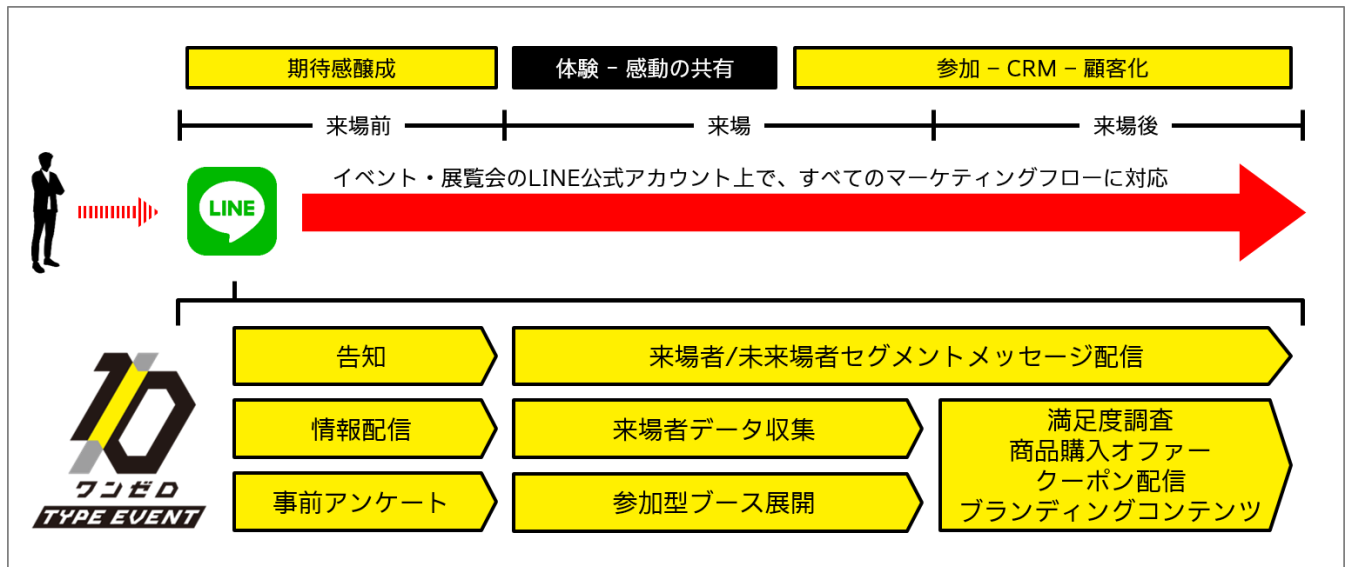 期待感醸成
体験 – 感動の共有
参加 – CRM – 顧客化
来場前
来場
来場後
イベント・展覧会のLINE公式アカウント上で、すべてのマーケティングフローに対応
LINE
告知
来場者/未来場者セグメントメッセージ配信
情報配信
来場者データ収集
事前アンケート
参加型ブース展開
満足度調査
商品購入オファー
クーポン配信
ブランディングコンテンツ
10
ワンゼロ
TYPE EVENT